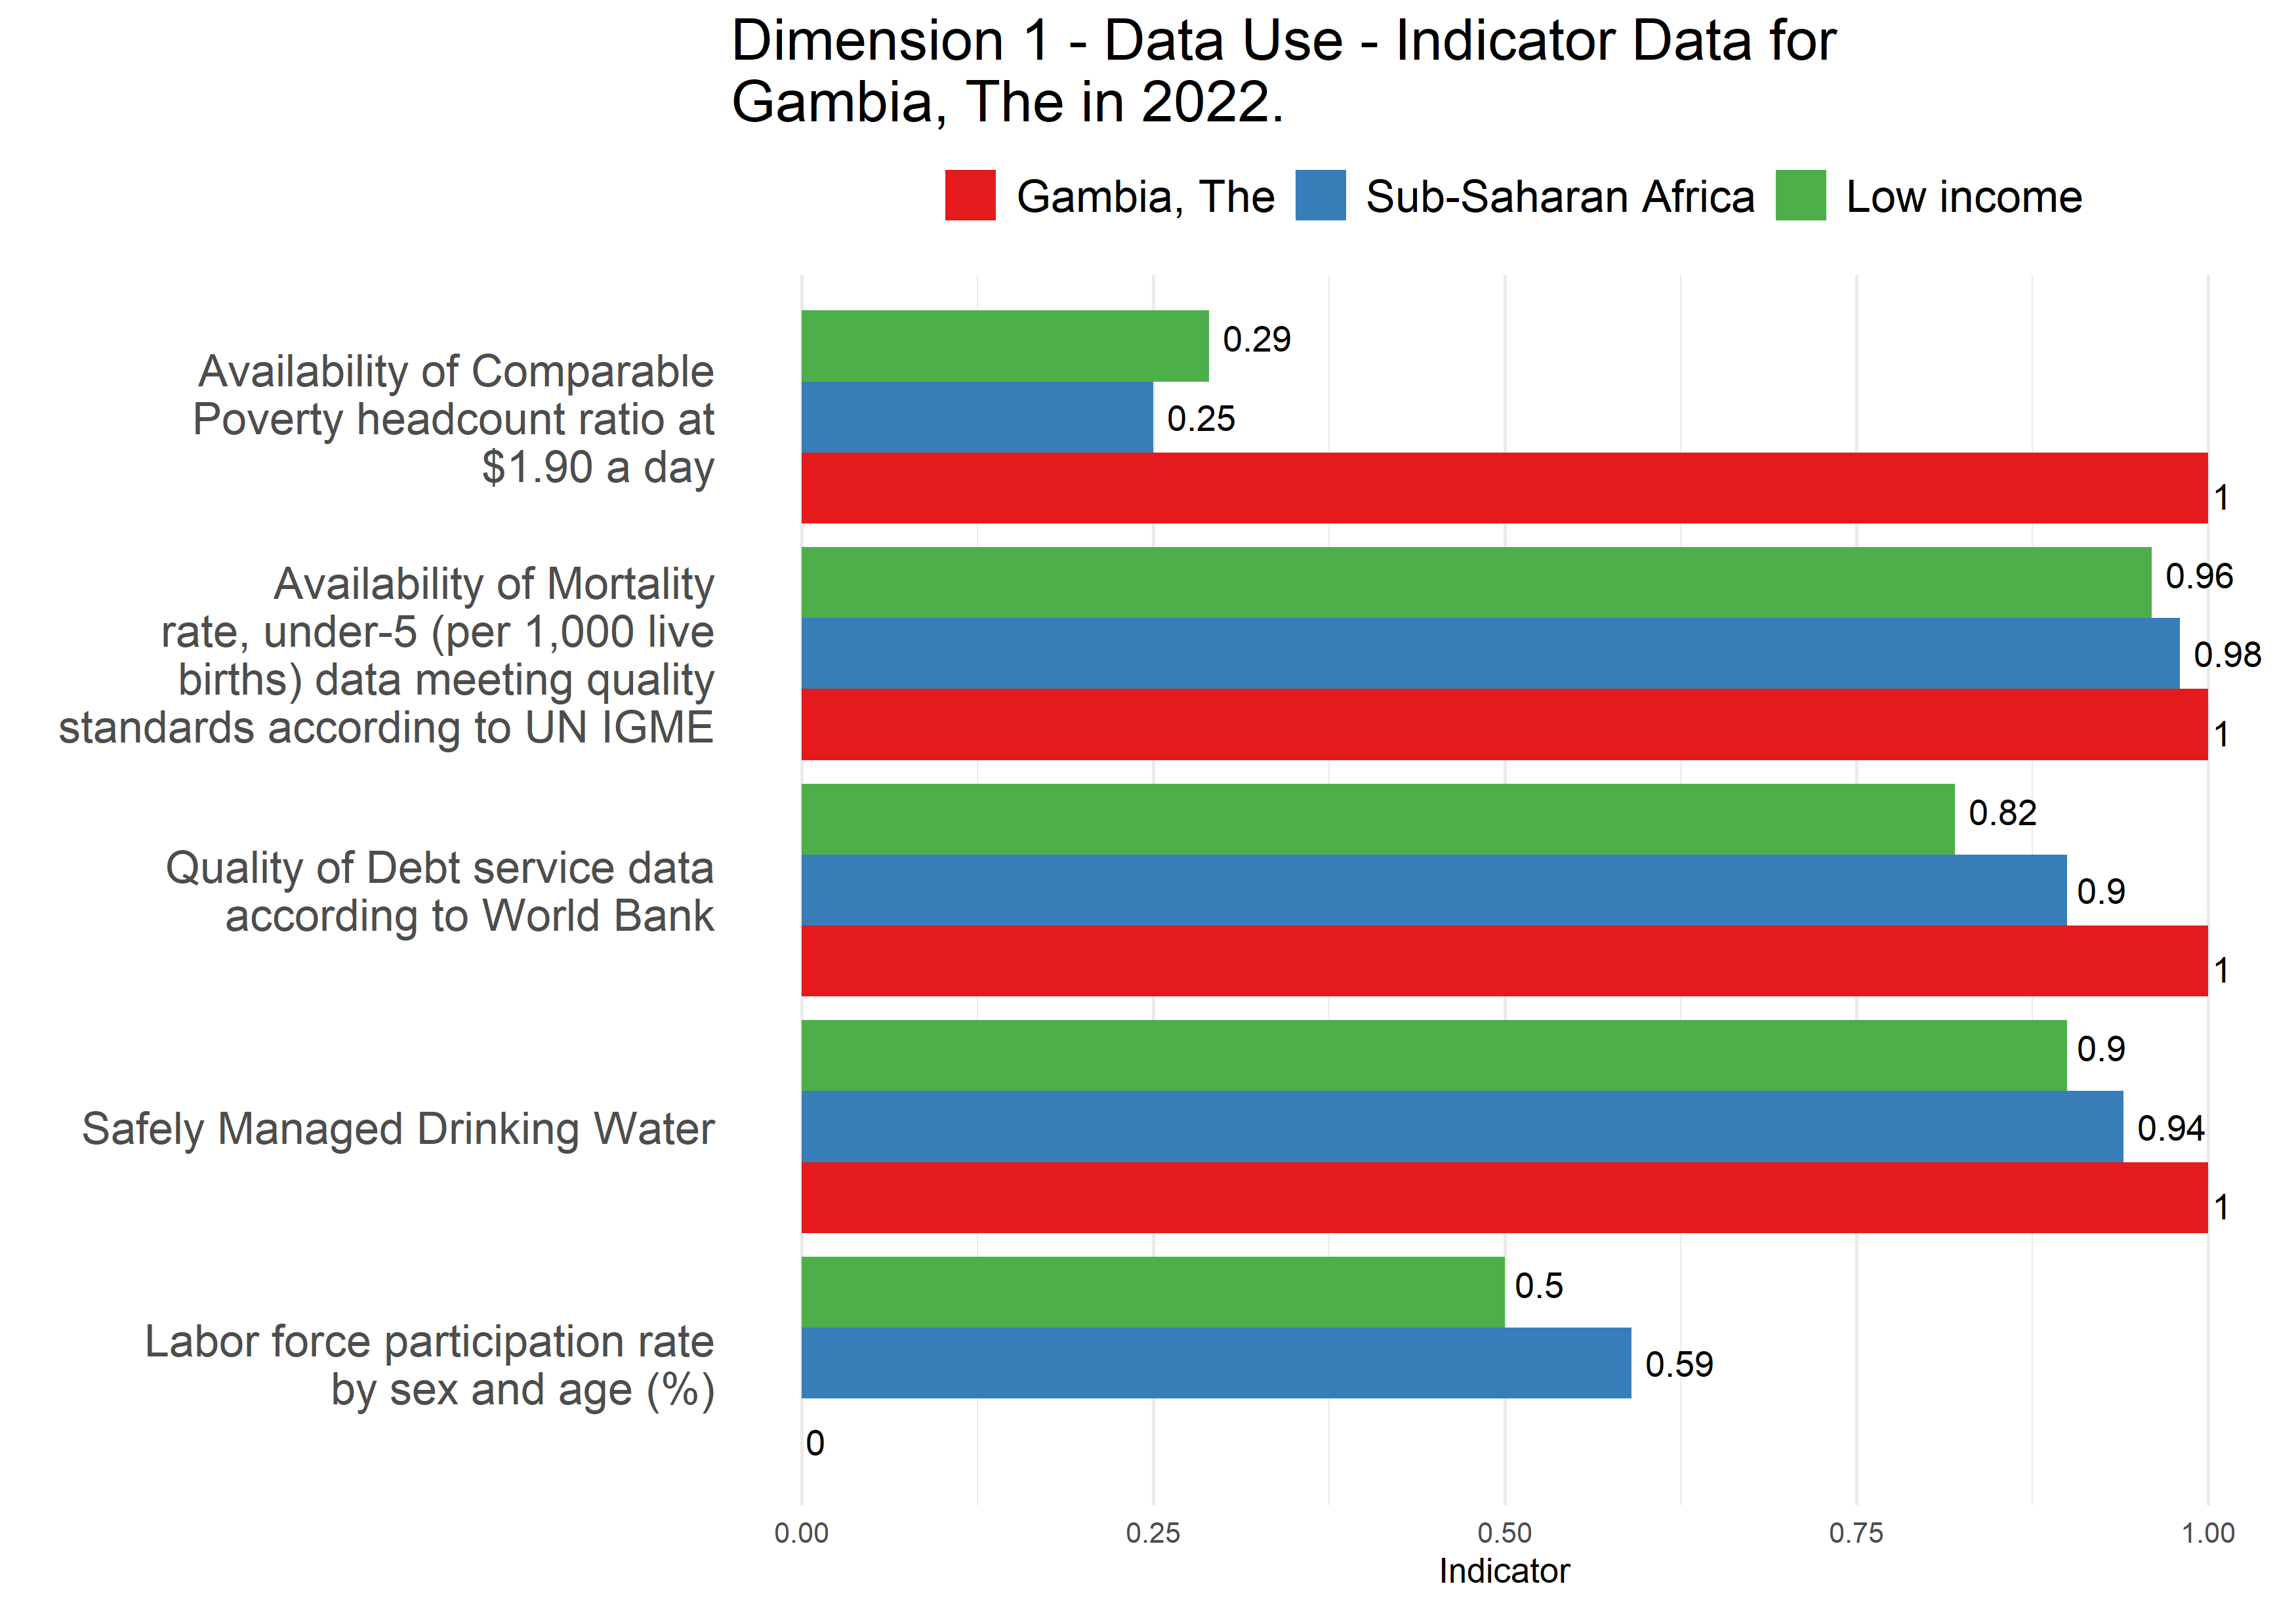 Dimension 1 - Data Use - Indicator Data for
Gambia, The in 2022.
Gambia, The
Sub-Saharan Africa
Low income
Availability of Comparable
Poverty headcount ratio at
$1.90 a day
0.29
0.25
1
Availability of Mortality
rate, under-5 (per 1,000 live
births) data meeting quality
standards according to UN IGME
0.96
0.98
1
Quality of Debt service data
according to World Bank
0.82
0.9
1
Safely Managed Drinking Water
0.9
0.94
1
Labor force participation rate
by sex and age (%)
0.5
0.59
0
0.00
0.25
0.50
0.75
1.00
Indicator